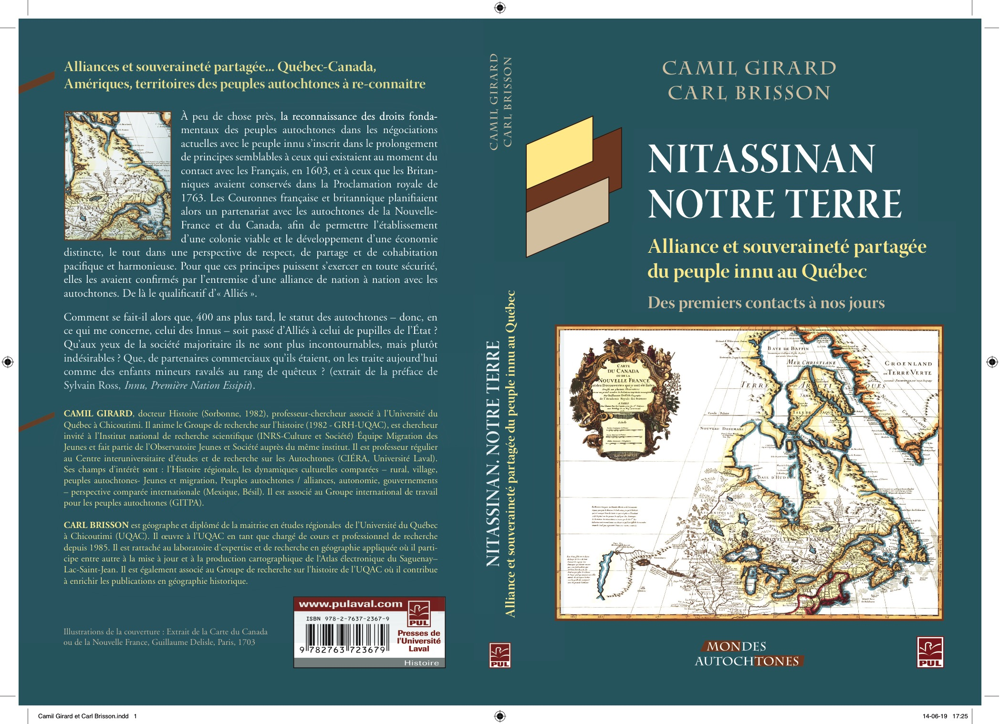 Alliances et souveraineté partagée... Québec-Canada,
Amériques, territoires des peuples autochtones à re-connaître
À peu de chose près, la reconnaissance des droits fonda-
mentaux des peuples autochtones dans les négociations
actuelles avec le peuple innu s'inscrit dans le prolongement
de principes semblables à ceux qui existaient au moment du
contact avec les Français, en 1603, et à ceux que les Britan-
niques avaient conservés dans la Proclamation royale de
1763. Les Couronnes française et britannique planifiaient
alors un partenariat avec les autochtones de la Nouvelle-
France et du Canada, afin de permettre l'établissement
d'une colonie viable et le développement d'une économie
distincte, le tout dans une perspective de respect, de partage et de cohabitation
pacifique et harmonieuse. Pour que ces principes puissent s'exercer en toute sécurité,
elles les avaient confirmés par l'entremise d'une alliance de nation à nation avec les
autochtones. De là le qualificatif d'« Alliés ».
Comment se fait-il alors que, 400 ans plus tard, le statut des autochtones – donc, en
ce qui me concerne, celui des Innus – soit passé d'Alliés à celui de pupilles de l'État ?
Qu'aux yeux de la société majoritaire ils ne sont plus incontournables, mais plutôt
indésirables ? Que, de partenaires commerciaux qu'ils étaient, on les traite aujourd'hui
comme des enfants mineurs ravalés au rang de quêteux ? (extrait de la préface de
Sylvain Ross, Innu, Première Nation Essipit).
CAMIL GIRARD, docteur Histoire (Sorbonne, 1982), professeur-chercheur associé à l'Université du
Québec à Chicoutimi. Il anime le Groupe de recherche sur l'histoire (1982 - GRH-UQAC), est chercheur
invité à l'Institut national de recherche scientifique (INRS-Culture et Société) Équipe Migration des
Jeunes et fait partie de l'Observatoire Jeunes et Société auprès du même institut. Il est professeur régulier
au Centre interuniversitaire d'études et de recherche sur les Autochtones (CIÉRA, Université Laval).
Ses champs d'intérêt sont : l'Histoire régionale, les dynamiques culturelles comparées – rural, village,
peuples autochtones- Jeunes et migration, Peuples autochtones / alliances, autonomie, gouvernements
– perspective comparée internationale (Mexique, Bésil). Il est associé au Groupe international de travail
pour les peuples autochtones (GITPA).
CARL BRISSON est géographe et diplômé de la maitrise en études régionales de l'Université du Québec
à Chicoutimi (UQAC). Il œuvre à l'UQAC en tant que chargé de cours et professionnel de recherche
depuis 1985. Il est rattaché au laboratoire d'expertise et de recherche en géographie appliquée où il parti-
cipe entre autre à la mise à jour et à la production cartographique de l'Atlas électronique du Saguenay–
Lac-Saint-Jean. Il est également associé au Groupe de recherche sur l'histoire de l'UQAC où il contribue
à enrichir les publications en géographie historique.
Illustrations de la couverture : Extrait de la Carte du Canada
ou de la Nouvelle France, Guillaume Delisle, Paris, 1703
www.pulaval.com
ISBN 978-2-7637-2367-9
9 782763 723679
PUL
Presses de
l'Université
Laval
Histoire
CAMIL GIRARD
CARL BRISSON
NITASSINAN. NOTRE TERRE
Alliance et souveraineté partagée du peuple innu au Québec
PUL
CAMIL GIRARD
CARL BRISSON
NITASSINAN
NOTRE TERRE
Alliance et souveraineté partagée
du peuple innu au Québec
Des premiers contacts à nos jours
CARTE
DU CANADA
OU DE LA
NOUVELLE FRANCE
et des Decouvertes qui y ont été faites
A PARIS
Echelle
BAYE DE BAFFIN
MER CHRISTIANE
GROENLAND
ou TERRE VERTE
TERRES ARCTIQUES
ISLE DE JAQUES
Cercle Polaire
NOUVEAU DANEMARC
NOUVEAU GROENLAND
BAYE D'HUDSON
TERRE DE LABRADOR ou DES ESKIMAUX
CANADA ou NOUVELLE FRANCE
MONDES
AUTOCHTONES
PUL
Camil Girard et Carl Brisson.indd 1
14-06-19 17:25